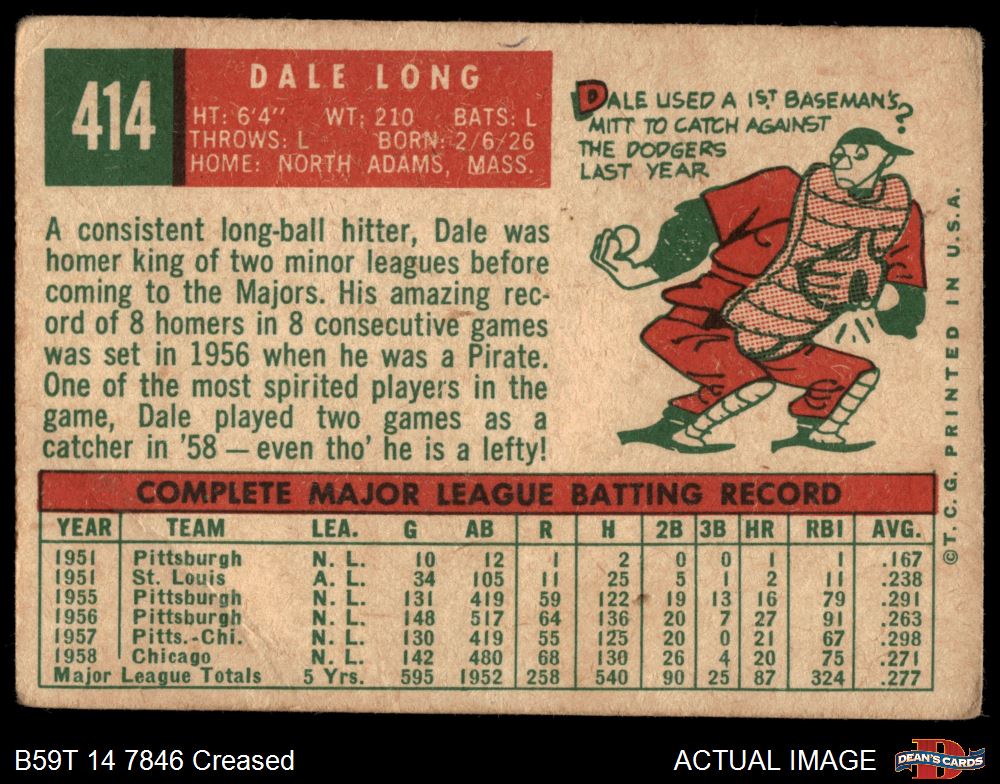 414
DALE LONG
HT: 6'4" WT: 210 BATS: L
THROWS: L BORN: 2/6/26
HOME: NORTH ADAMS, MASS.
DALE USED A 1ST BASEMAN'S
MITT TO CATCH AGAINST
THE DODGERS
LAST YEAR
?
A consistent long-ball hitter, Dale was
homer king of two minor leagues before
coming to the Majors. His amazing rec-
ord of 8 homers in 8 consecutive games
was set in 1956 when he was a Pirate.
One of the most spirited players in the
game, Dale played two games as a
catcher in '58 — even tho' he is a lefty!
COMPLETE MAJOR LEAGUE BATTING RECORD
YEAR TEAM LEA. G AB R H 2B 3B HR RBI AVG.
1951 Pittsburgh N. L. 10 12 1 2 0 0 1 1 .167
1951 St. Louis A. L. 34 105 11 25 5 1 2 11 .238
1955 Pittsburgh N. L. 131 419 59 122 19 13 16 79 .291
1956 Pittsburgh N. L. 148 517 64 136 20 7 27 91 .263
1957 Pitts.-Chi. N. L. 130 419 55 125 20 0 21 67 .298
1958 Chicago N. L. 142 480 68 130 26 4 20 75 .271
Major League Totals 5 Yrs. 595 1952 258 540 90 25 87 324 .277
©T. C. G. PRINTED IN U.S.A.
B59T 14 7846 Creased
ACTUAL IMAGE
DEAN'S CARDS